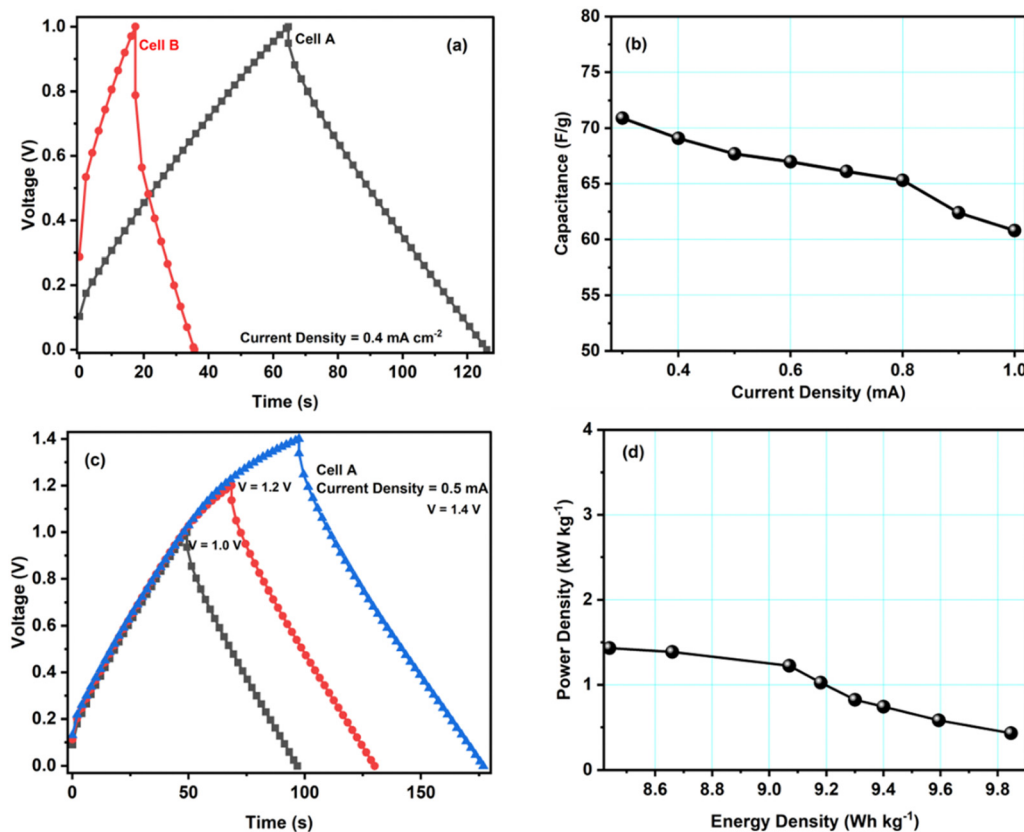 (a)
Cell B
Cell A
Current Density = 0.4 mA cm⁻²
Voltage (V)
1.0
0.8
0.6
0.4
0.2
0.0
0 20 40 60 80 100 120
Time (s)
(b)
Capacitance (F/g)
80
75
70
65
60
55
50
0.4 0.6 0.8 1.0
Current Density (mA)
(c)
Cell A
Current Density = 0.5 mA
V = 1.4 V
V = 1.2 V
V = 1.0 V
Voltage (V)
1.4
1.2
1.0
0.8
0.6
0.4
0.2
0.0
0 50 100 150
Time (s)
(d)
Power Density (kW kg⁻¹)
4
3
2
1
0
8.6 8.8 9.0 9.2 9.4 9.6 9.8
Energy Density (Wh kg⁻¹)